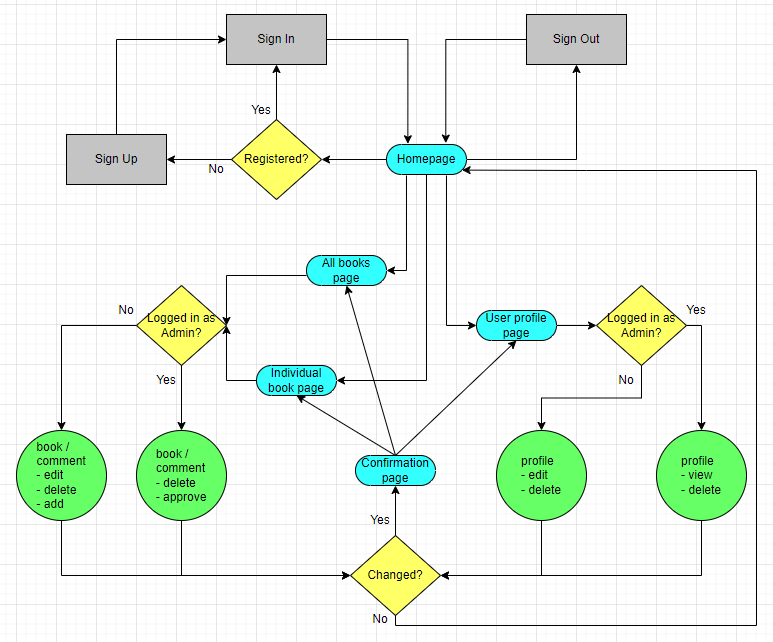 Sign In
Sign Out
Yes
Sign Up
Registered?
Homepage
No
All books
page
No
Logged in as
Admin?
User profile
page
Logged in as
Admin?
Yes
Yes
Individual
book page
No
book /
comment
- edit
- delete
- add
book /
comment
- delete
- approve
Confirmation
page
profile
- edit
- delete
profile
- view
- delete
Yes
Changed?
No